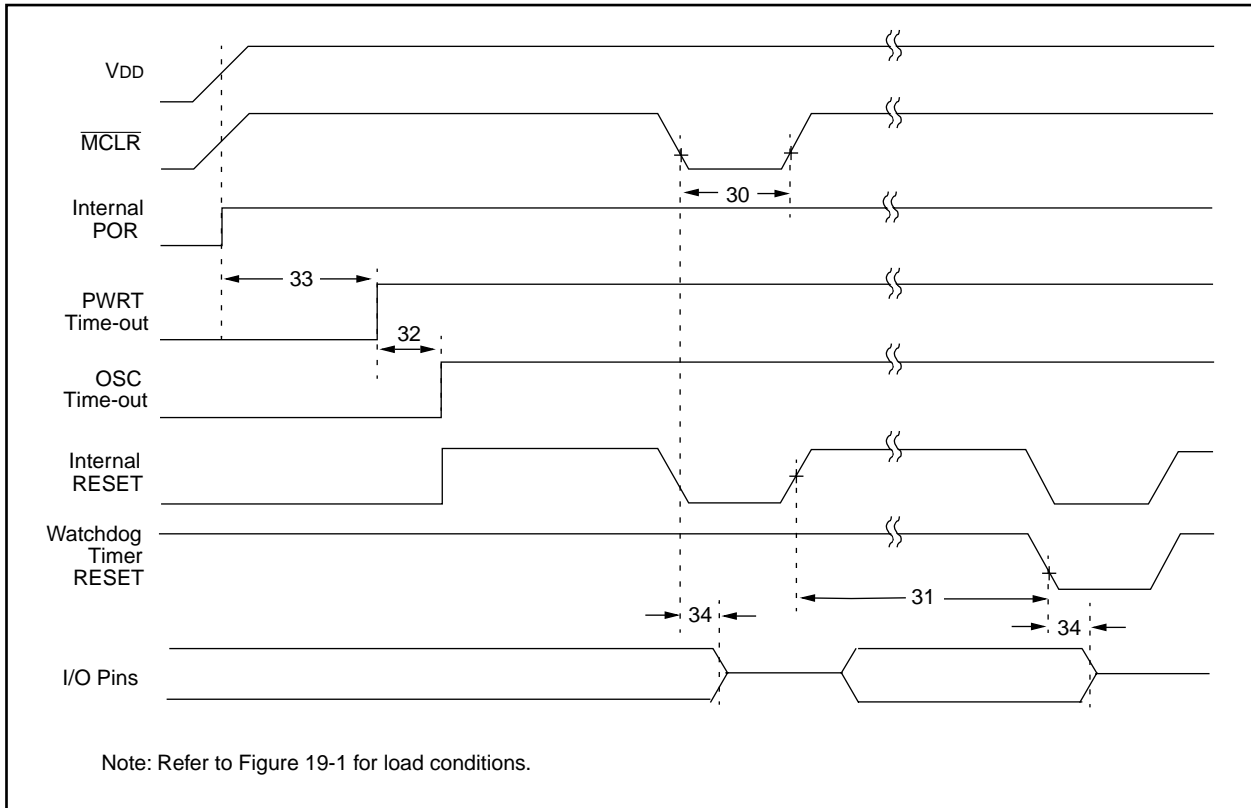 VDD
MCLR
Internal
POR
30
33
PWRT
Time-out
32
OSC
Time-out
Internal
RESET
Watchdog
Timer
RESET
31
34
34
I/O Pins
Note: Refer to Figure 19-1 for load conditions.